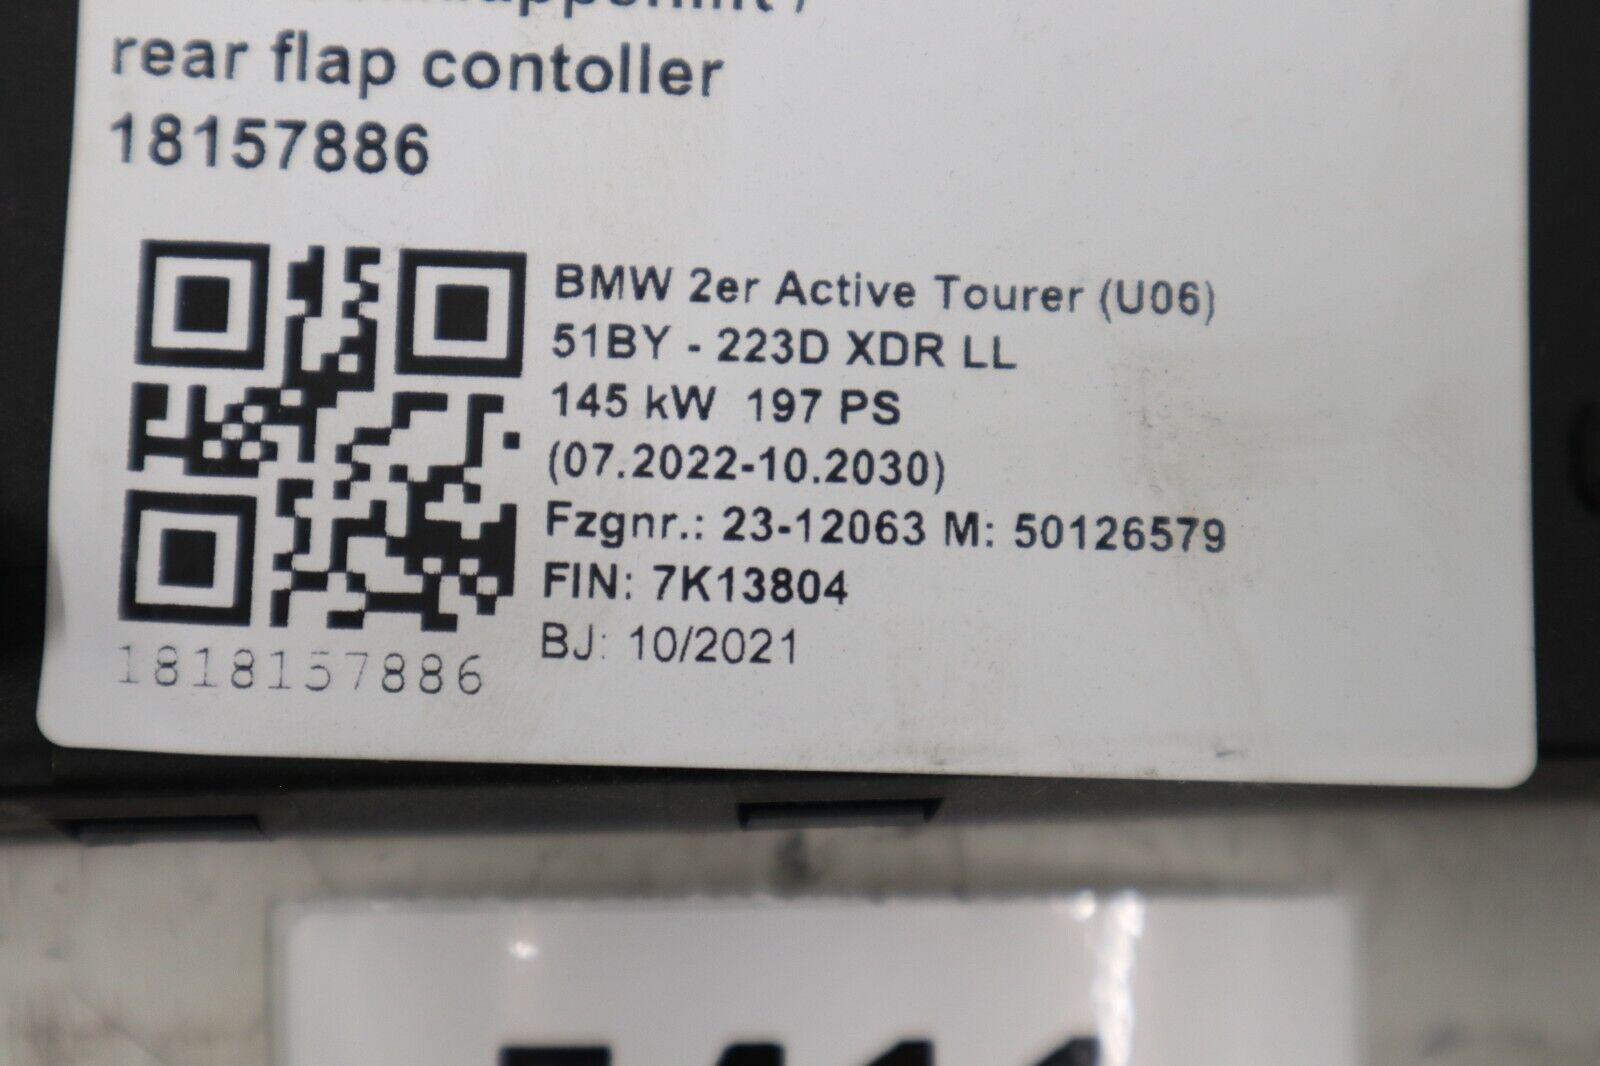 rear flap contoller
18157886
BMW 2er Active Tourer (U06)
51BY - 223D XDR LL
145 kW 197 PS
(07.2022-10.2030)
Fzgnr.: 23-12063 M: 50126579
FIN: 7K13804
BJ: 10/2021
1818157886